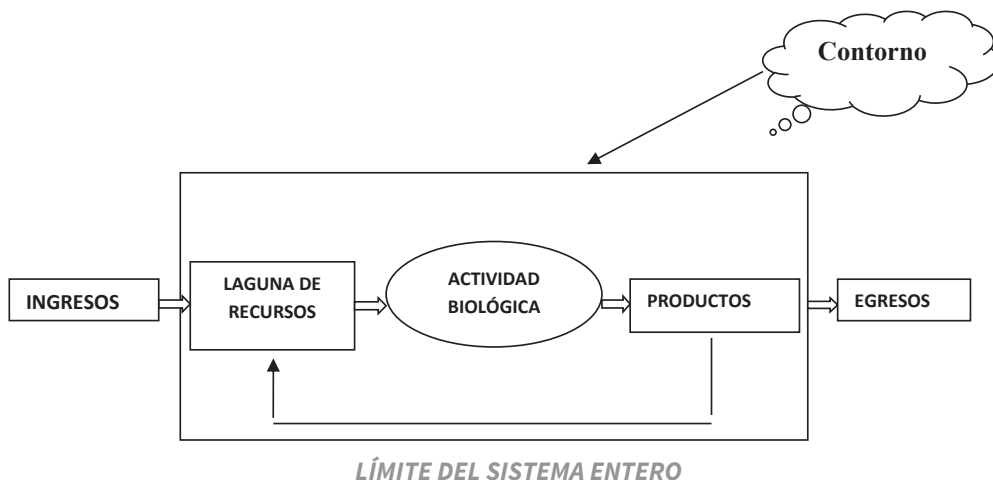 Contorno
INGRESOS
LAGUNA DE
RECURSOS
ACTIVIDAD
BIOLÓGICA
PRODUCTOS
EGRESOS
LÍMITE DEL SISTEMA ENTERO